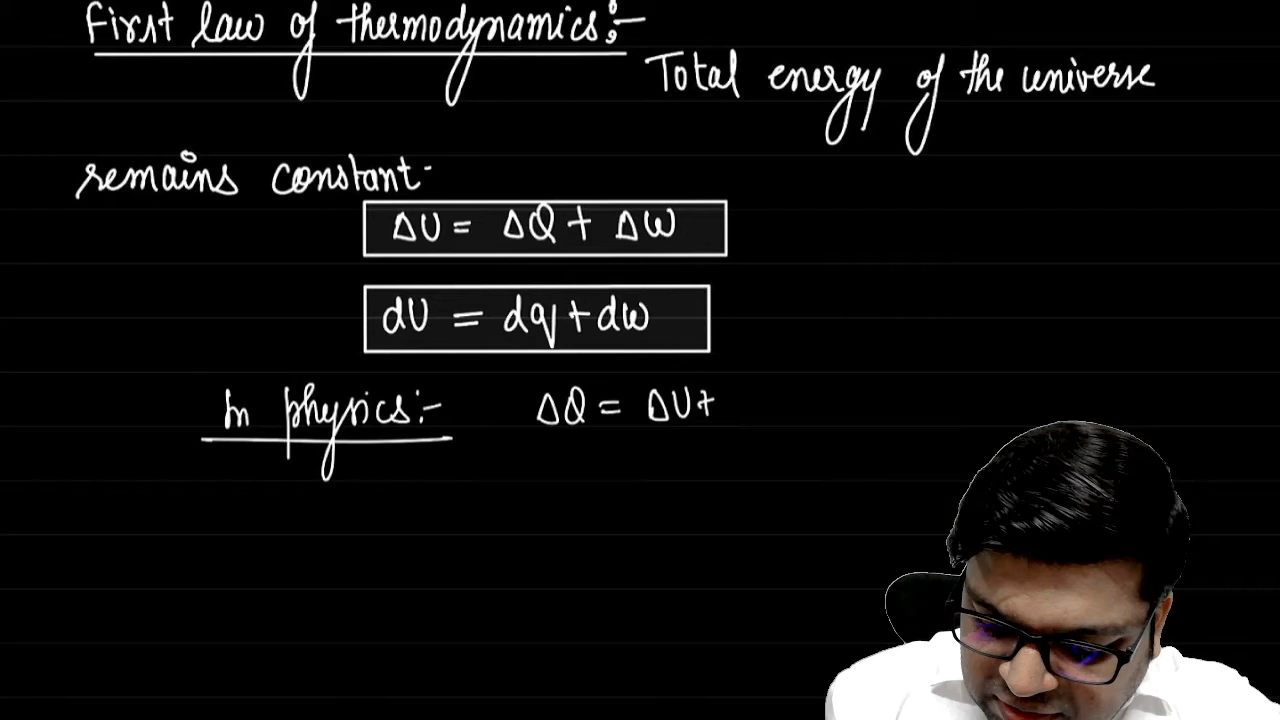 First law of thermodynamics:-
Total energy of the universe
remains constant.
ΔU = ΔQ + ΔW
dU = dq + dw
In physics:- ΔQ = ΔU +